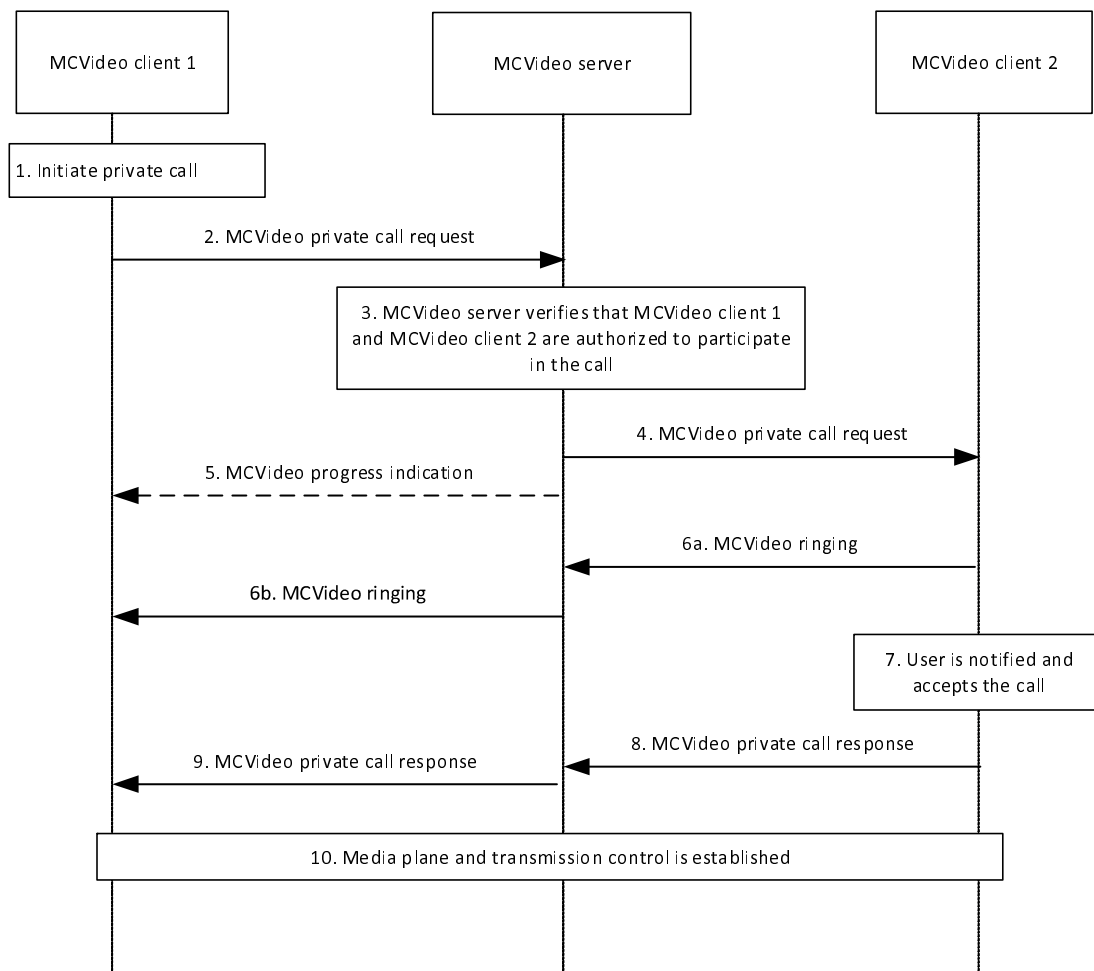 MCVideo client 1
MCVideo server
MCVideo client 2
1. Initiate private call
2. MCVideo private call request
3. MCVideo server verifies that MCVideo client 1
and MCVideo client 2 are authorized to participate
in the call
4. MCVideo private call request
5. MCVideo progress indication
6a. MCVideo ringing
6b. MCVideo ringing
7. User is notified and
accepts the call
8. MCVideo private call response
9. MCVideo private call response
10. Media plane and transmission control is established